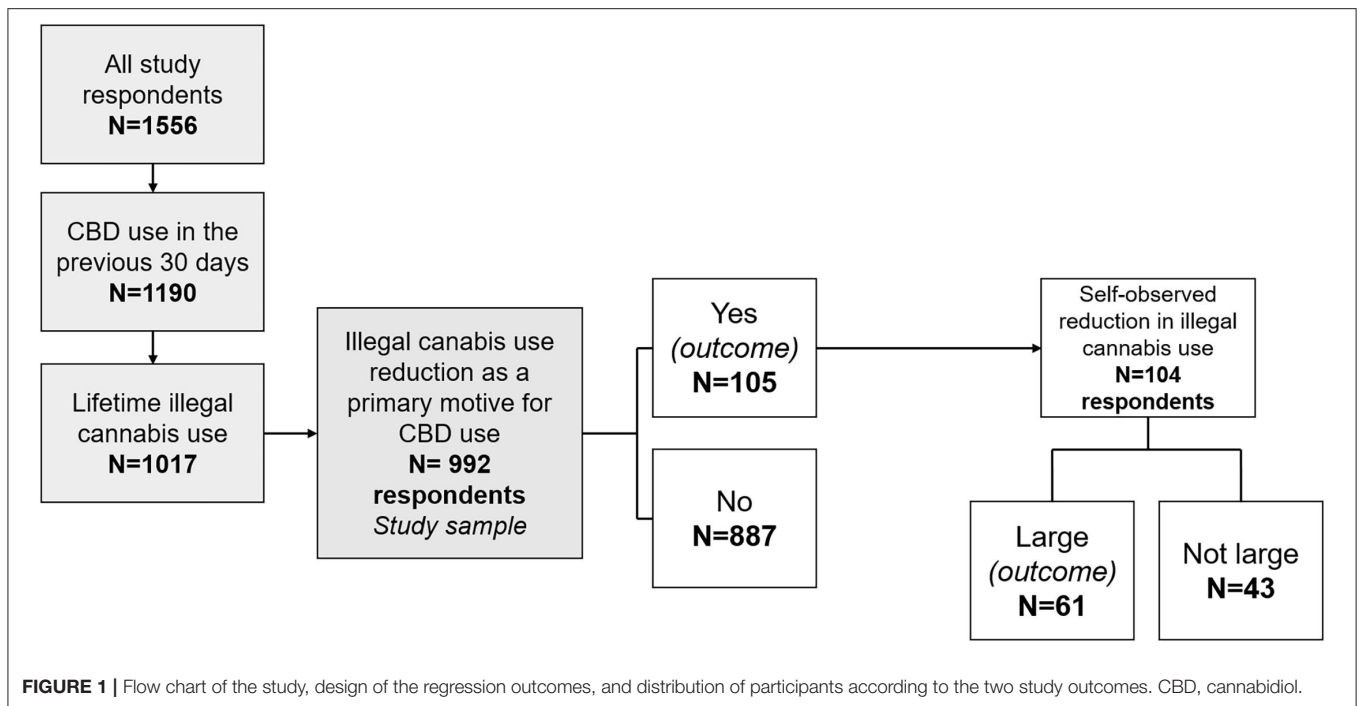 All study
respondents
N=1556
CBD use in the
previous 30 days
N=1190
Lifetime illegal
cannabis use
N=1017
Illegal canabis use
reduction as a
primary motive for
CBD use
N= 992
respondents
Study sample
Yes
(outcome)
N=105
No
N=887
Self-observed
reduction in illegal
cannabis use
N=104
respondents
Large
(outcome)
N=61
Not large
N=43
FIGURE 1 | Flow chart of the study, design of the regression outcomes, and distribution of participants according to the two study outcomes. CBD, cannabidiol.